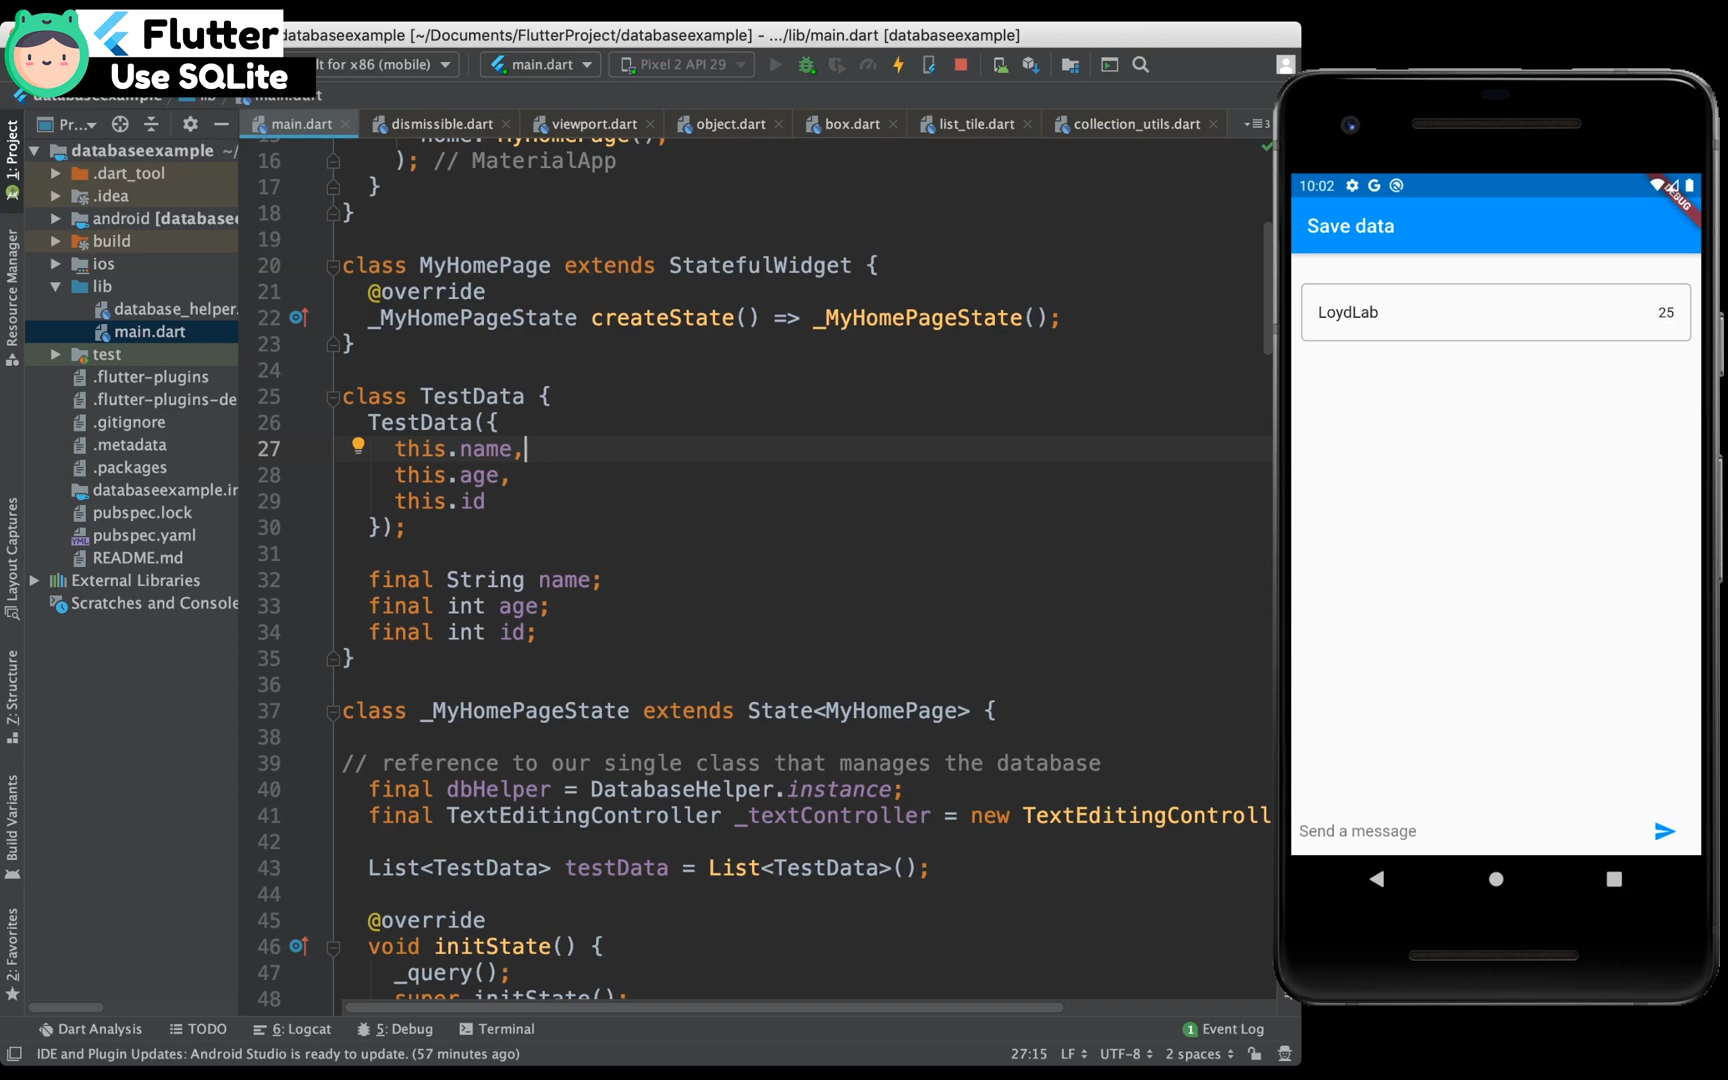 Flutter
Use SQLite
databaseexample [~/Documents/FlutterProject/databaseexample] - .../lib/main.dart [databaseexample]
lt for x86 (mobile)
main.dart
Pixel 2 API 29
Pr...
main.dart
dismissible.dart
viewport.dart
object.dart
box.dart
list_tile.dart
collection_utils.dart
3
1: Project
Resource Manager
Layout Captures
Z: Structure
Build Variants
2: Favorites
databaseexample ~/
.dart_tool
.idea
android [database
build
ios
lib
database_helper.
main.dart
test
.flutter-plugins
.flutter-plugins-de
.gitignore
.metadata
.packages
databaseexample.in
pubspec.lock
pubspec.yaml
README.md
External Libraries
Scratches and Console
home: MyHomePage(),
16 ); // MaterialApp
17 }
18 }
19
20 class MyHomePage extends StatefulWidget {
21 @override
22 _MyHomePageState createState() => _MyHomePageState();
23 }
24
25 class TestData {
26 TestData({
27 this.name,
28 this.age,
29 this.id
30 });
31
32 final String name;
33 final int age;
34 final int id;
35 }
36
37 class _MyHomePageState extends State<MyHomePage> {
38
39 // reference to our single class that manages the database
40 final dbHelper = DatabaseHelper.instance;
41 final TextEditingController _textController = new TextEditingControll
42
43 List<TestData> testData = List<TestData>();
44
45 @override
46 void initState() {
47 _query();
48 super.initState();
Dart Analysis
TODO
6: Logcat
5: Debug
Terminal
1 Event Log
IDE and Plugin Updates: Android Studio is ready to update. (57 minutes ago)
27:15 LF UTF-8 2 spaces
10:02
DEBUG
Save data
LoydLab 25
Send a message